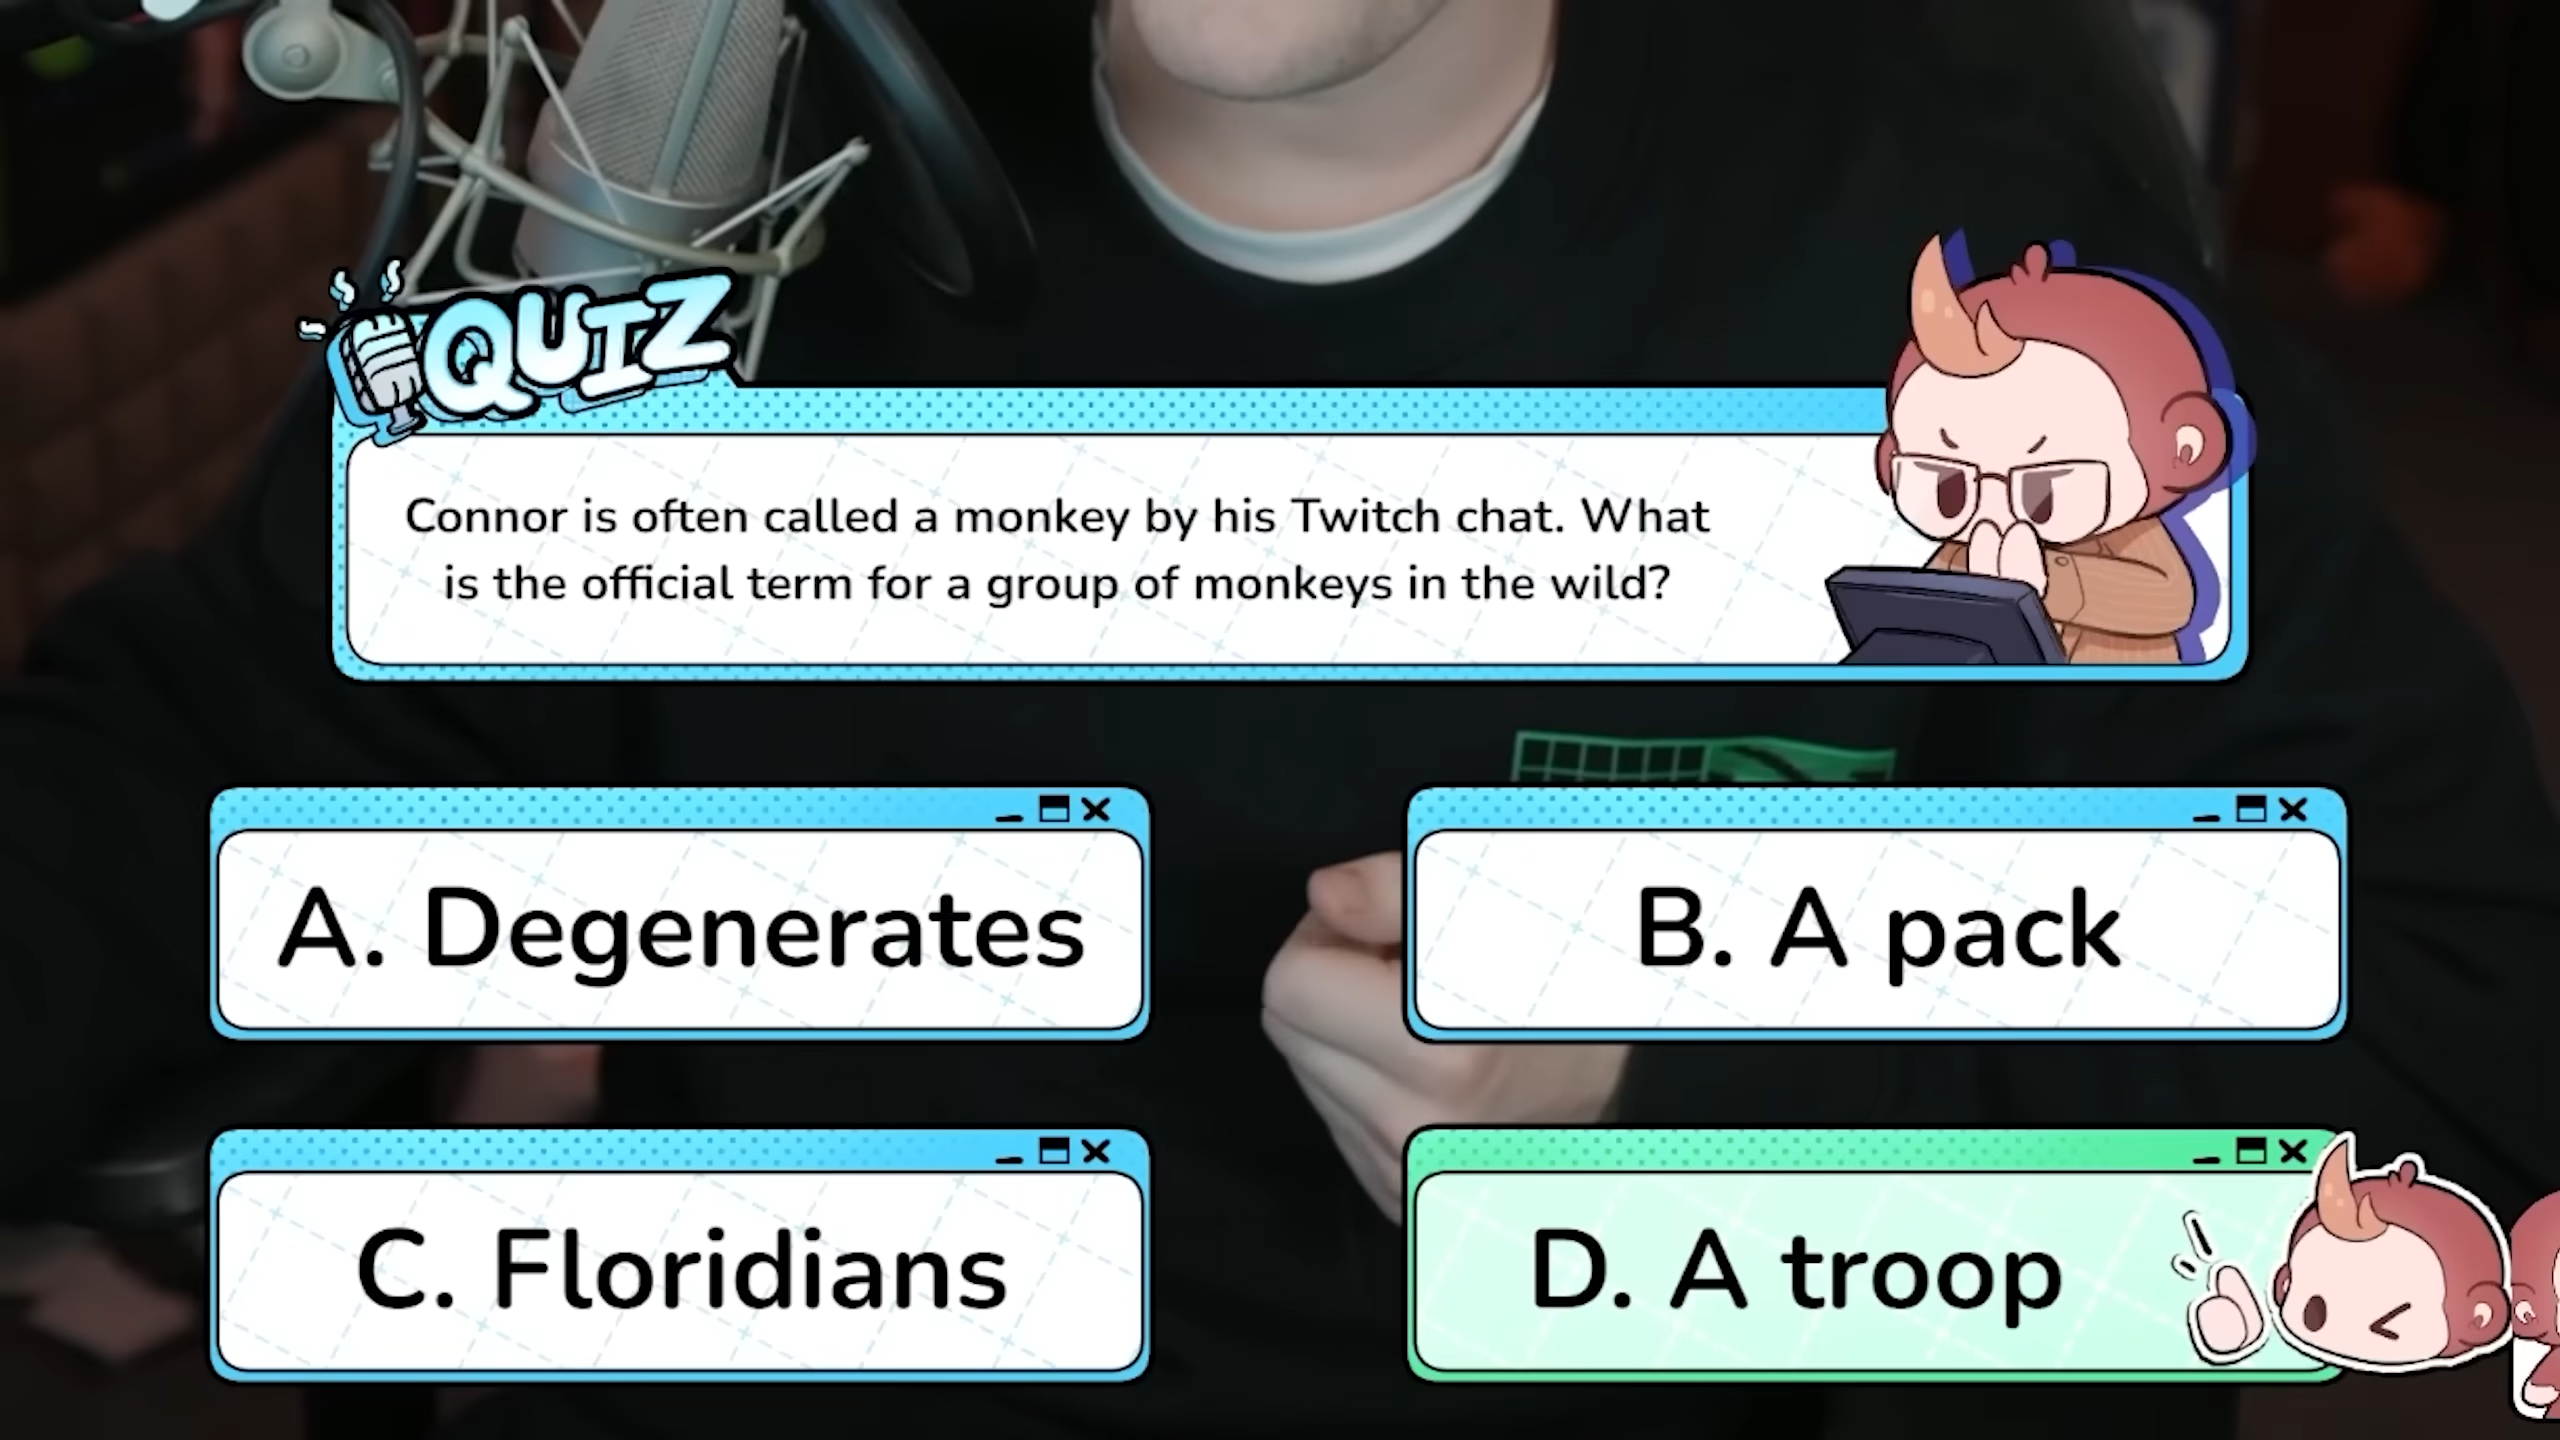 QUIZ
Connor is often called a monkey by his Twitch chat. What
is the official term for a group of monkeys in the wild?
A. Degenerates
B. A pack
C. Floridians
D. A troop